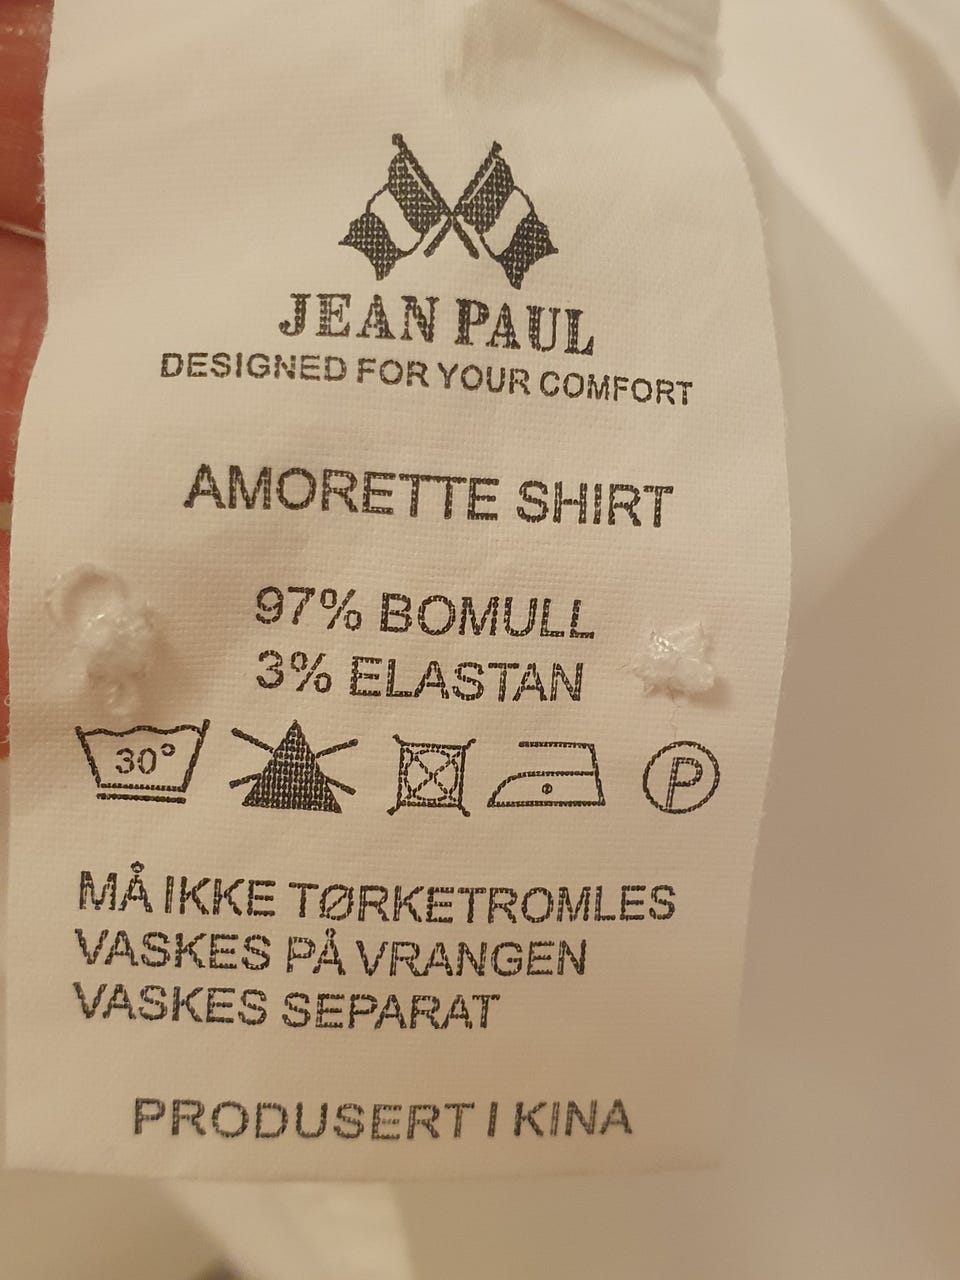 JEAN PAUL
DESIGNED FOR YOUR COMFORT
AMORETTE SHIRT
97% BOMULL
3% ELASTAN
30° P
MÅ IKKE TØRKETROMLES
VASKES PÅ VRANGEN
VASKES SEPARAT
PRODUSERT I KINA